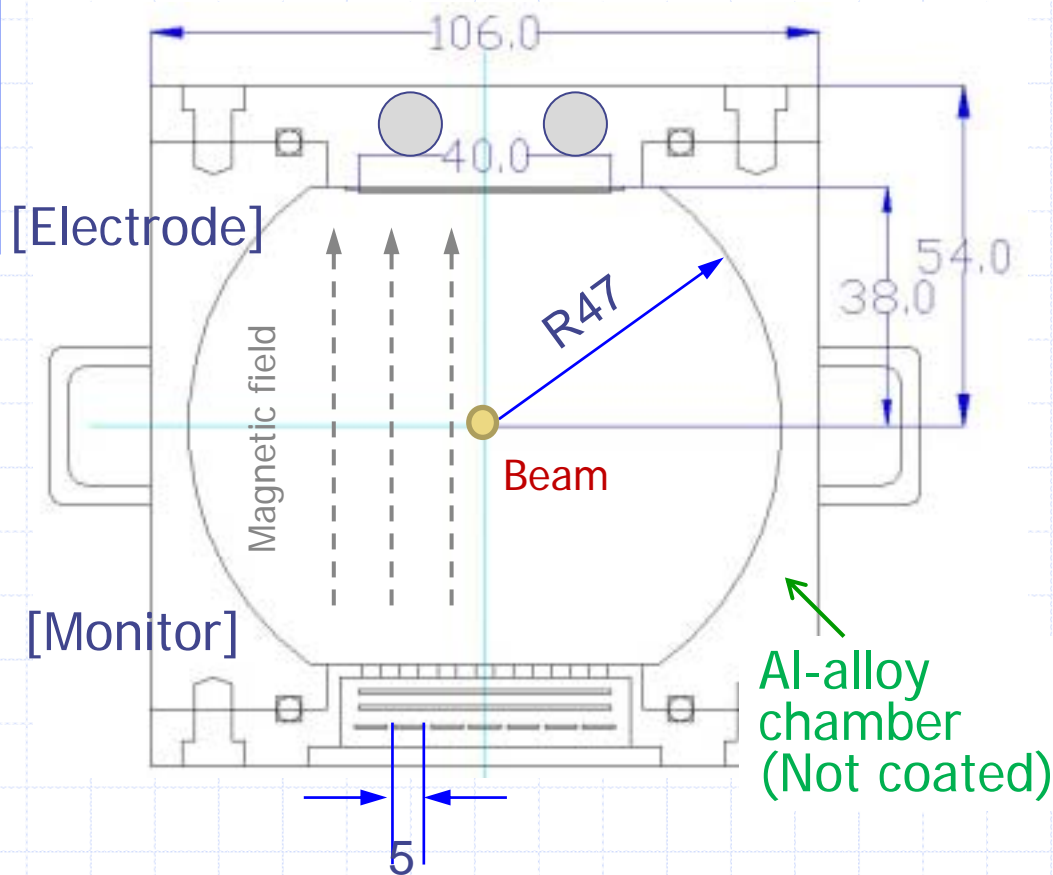 106.0
40.0
[Electrode]
54.0
38.0
R47
Magnetic field
Beam
[Monitor]
Al-alloy
chamber
(Not coated)
5